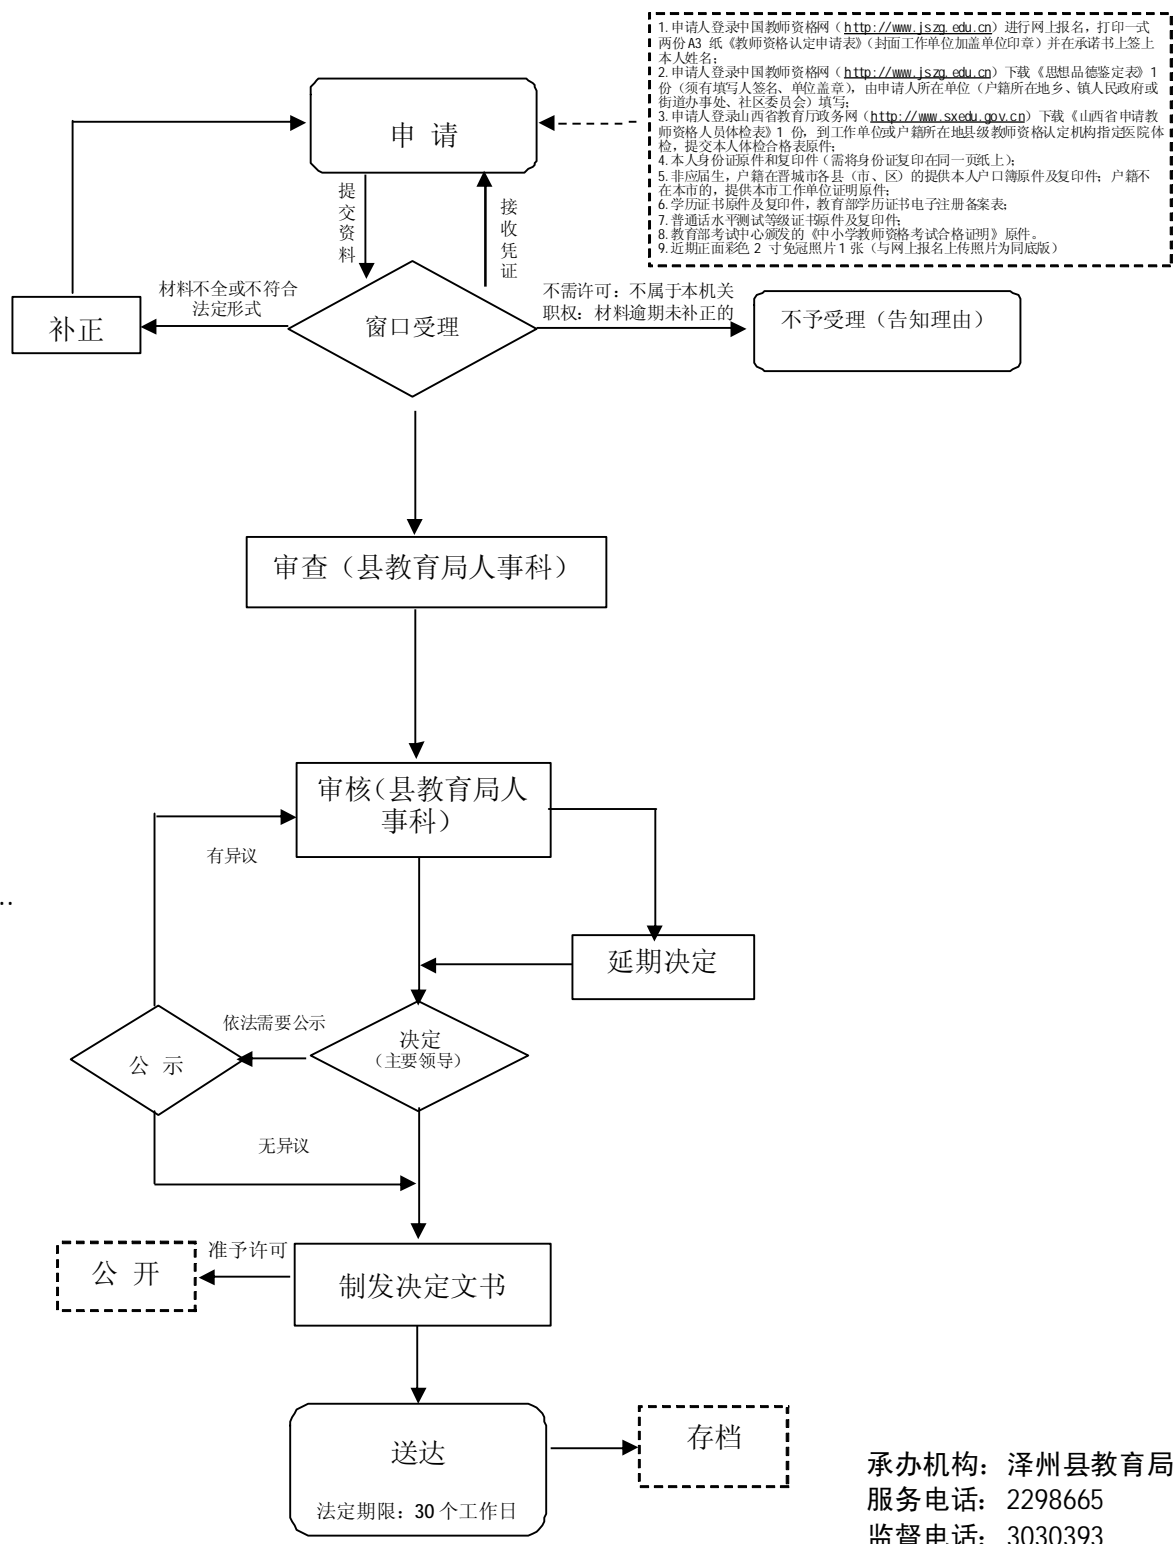 1.申请人登录中国教师资格网（http://www.jszg.edu.cn）进行网上报名，打印一式
两份A3 纸《教师资格认定申请表》（封面工作单位加盖单位印章）并在承诺书上签上
本人姓名；
2.申请人登录中国教师资格网（http://www.jszg.edu.cn）下载《思想品德鉴定表》1
份（须有填写人签名、单位盖章），由申请人所在单位（户籍所在地乡、镇人民政府或
街道办事处、社区委员会）填写；
3.申请人登录山西省教育厅政务网（http://www.sxedu.gov.cn）下载《山西省申请教
师资格人员体检表》1 份，到工作单位或户籍所在地县级教师资格认定机构指定医院体
检，提交本人体检合格表原件；
4.本人身份证原件和复印件（需将身份证复印在同一页纸上）；
5.非应届生，户籍在晋城市各县（市、区）的提供本人户口簿原件及复印件；户籍不
在本市的，提供本市工作单位证明原件；
6.学历证书原件及复印件，教育部学历证书电子注册备案表；
7.普通话水平测试等级证书原件及复印件；
8.教育部考试中心颁发的《中小学教师资格考试合格证明》原件。
9.近期正面彩色 2 寸免冠照片1 张（与网上报名上传照片为同底版）
申 请
提交资料
接收凭证
材料不全或不符合
法定形式
补正
窗口受理
不需许可：不属于本机关
职权：材料逾期未补正的
不予受理（告知理由）
审查（县教育局人事科）
审核（县教育局人
事科）
有异议
..
延期决定
依法需要公示
公 示
决定
（主要领导）
无异议
公 开
准予许可
制发决定文书
送达
法定期限：30 个工作日
存档
承办机构：泽州县教育局
服务电话：2298665
监督电话：3030393